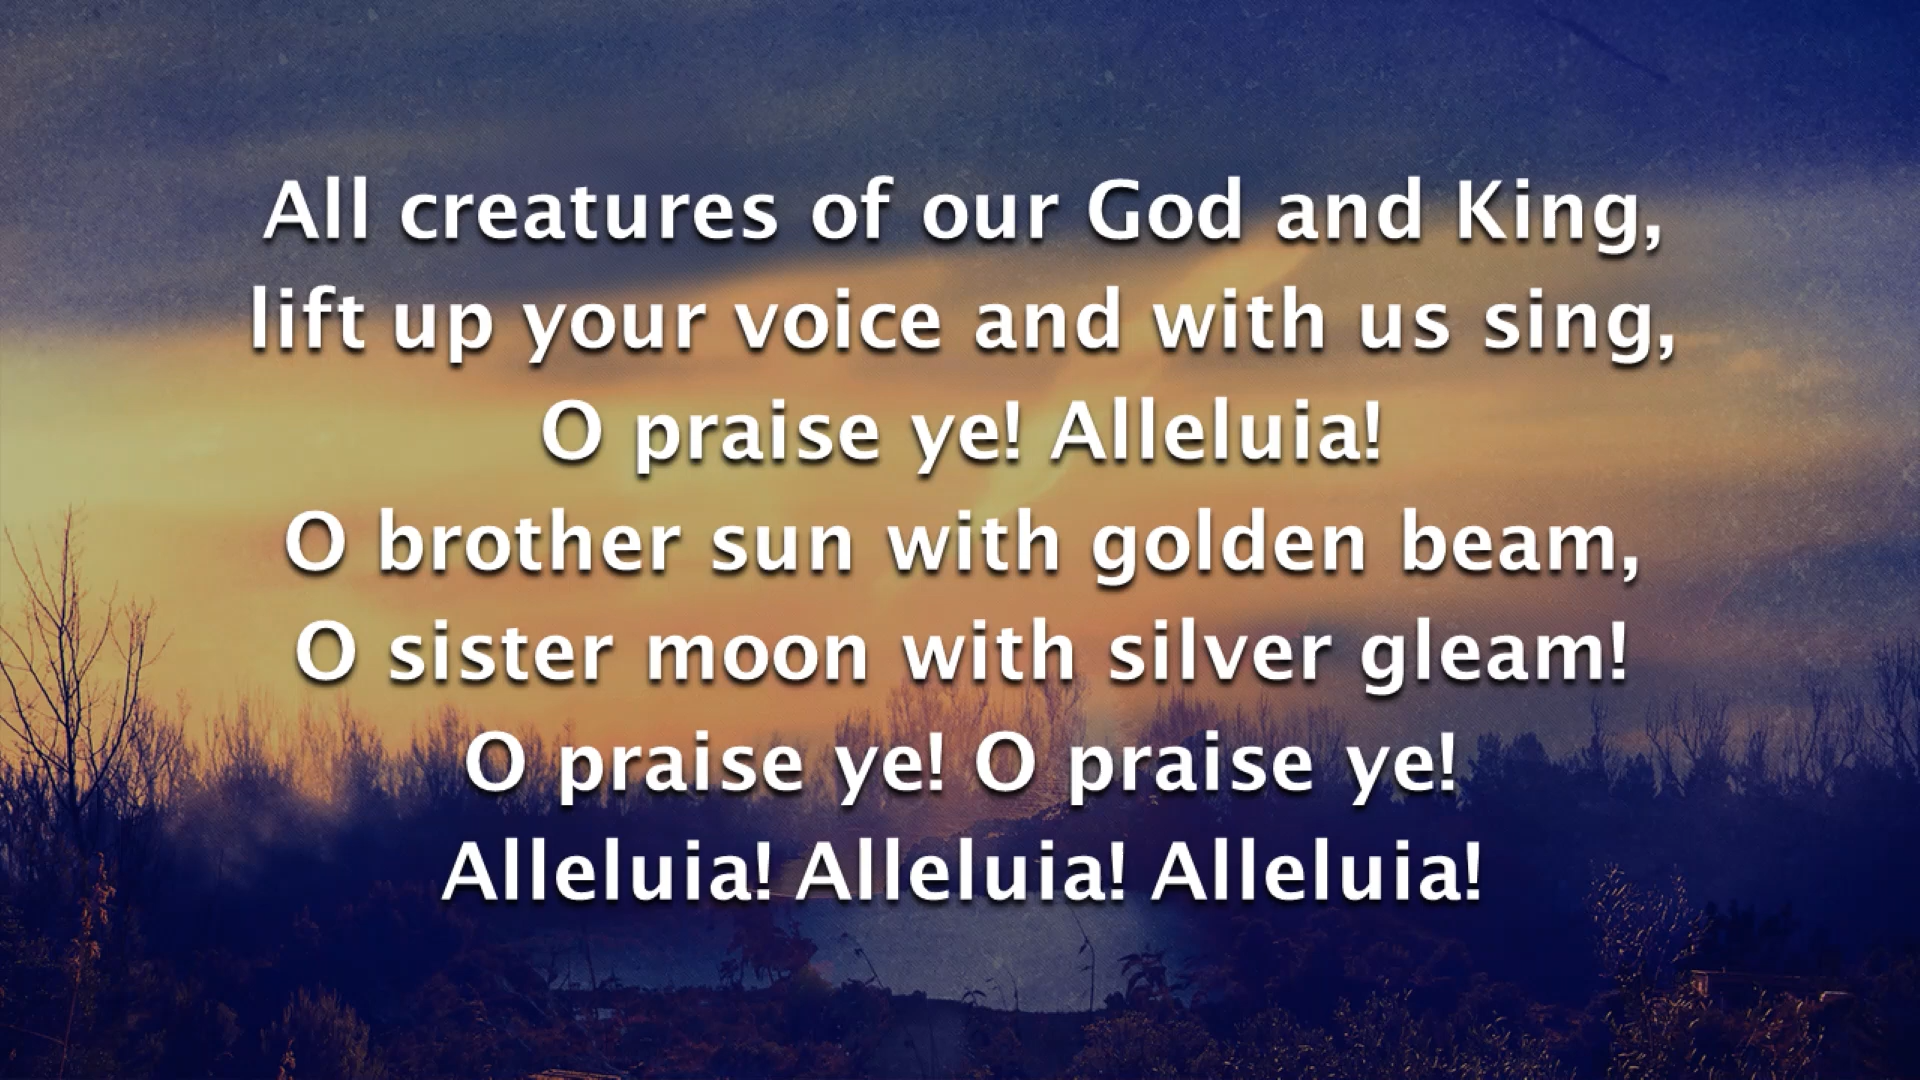 All creatures of our God and King,
lift up your voice and with us sing,
O praise ye! Alleluia!
O brother sun with golden beam,
O sister moon with silver gleam!
O praise ye! O praise ye!
Alleluia! Alleluia! Alleluia!